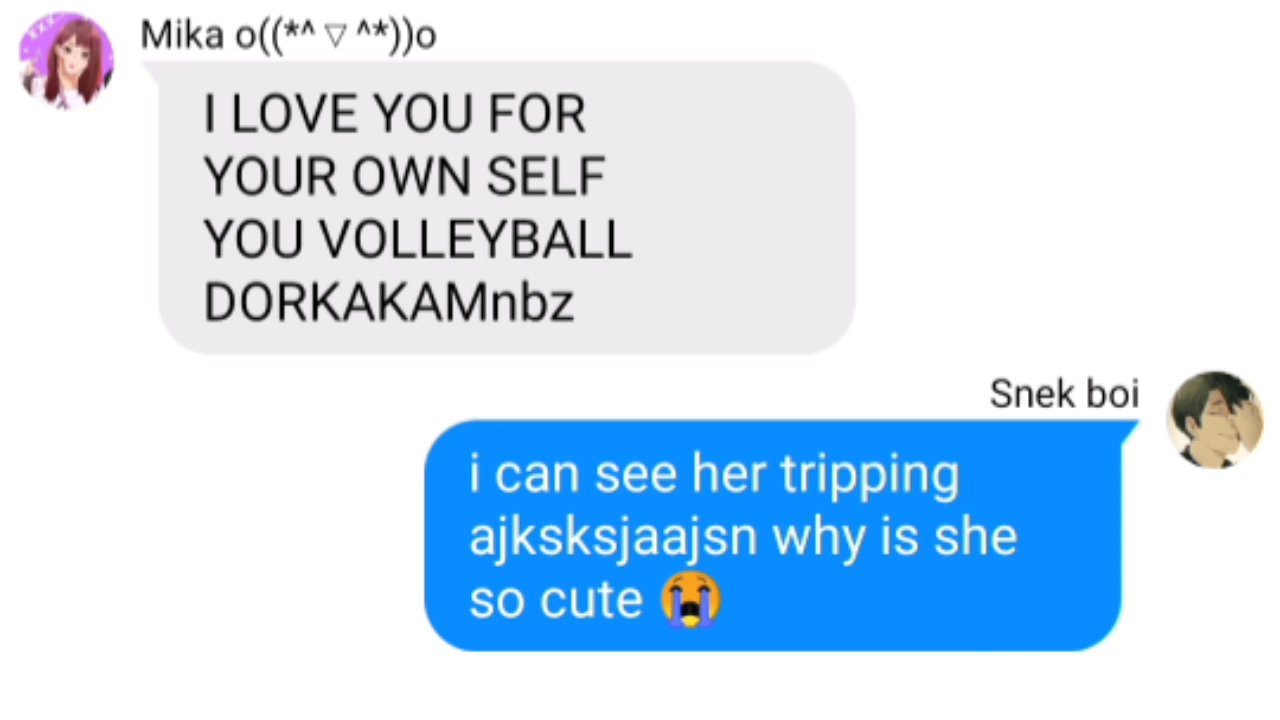 Mika o((*^ ▽ ^*))o
I LOVE YOU FOR
YOUR OWN SELF
YOU VOLLEYBALL
DORKAKAMnbz
Snek boi
i can see her tripping
ajksksjaajsn why is she
so cute 😭